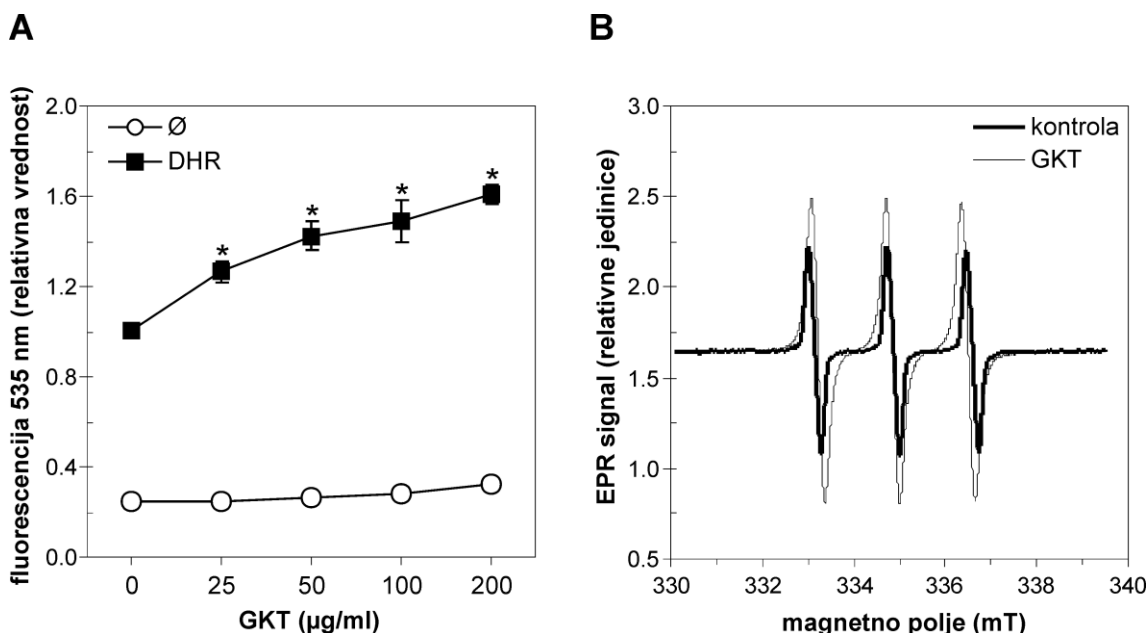 A
fluorescencija 535 nm (relativna vrednost)
2.0
1.6
1.2
0.8
0.4
0.0
Ø
DHR
*
*
*
*
0 25 50 100 200
GKT (µg/ml)
B
EPR signal (relativne jedinice)
3.0
2.5
2.0
1.5
1.0
0.5
kontrola
GKT
330 332 334 336 338 340
magnetno polje (mT)